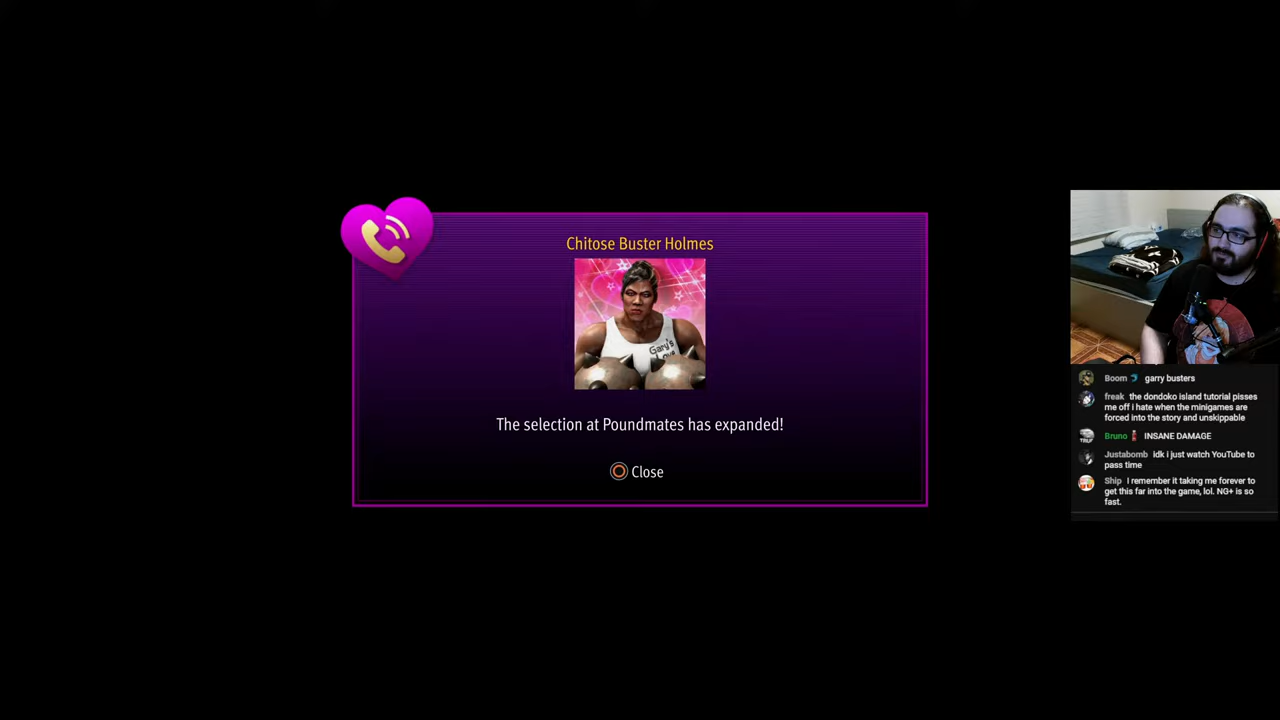 Chitose Buster Holmes
Gary's
Love
The selection at Poundmates has expanded!
Close
Boom garry busters
freak the dondoko island tutorial pisses
me off i hate when the minigames are
forced into the story and unskippable
Bruno INSANE DAMAGE
Justabomb idk i just watch YouTube to
pass time
Ship I remember it taking me forever to
get this far into the game, lol. NG+ is so
fast.